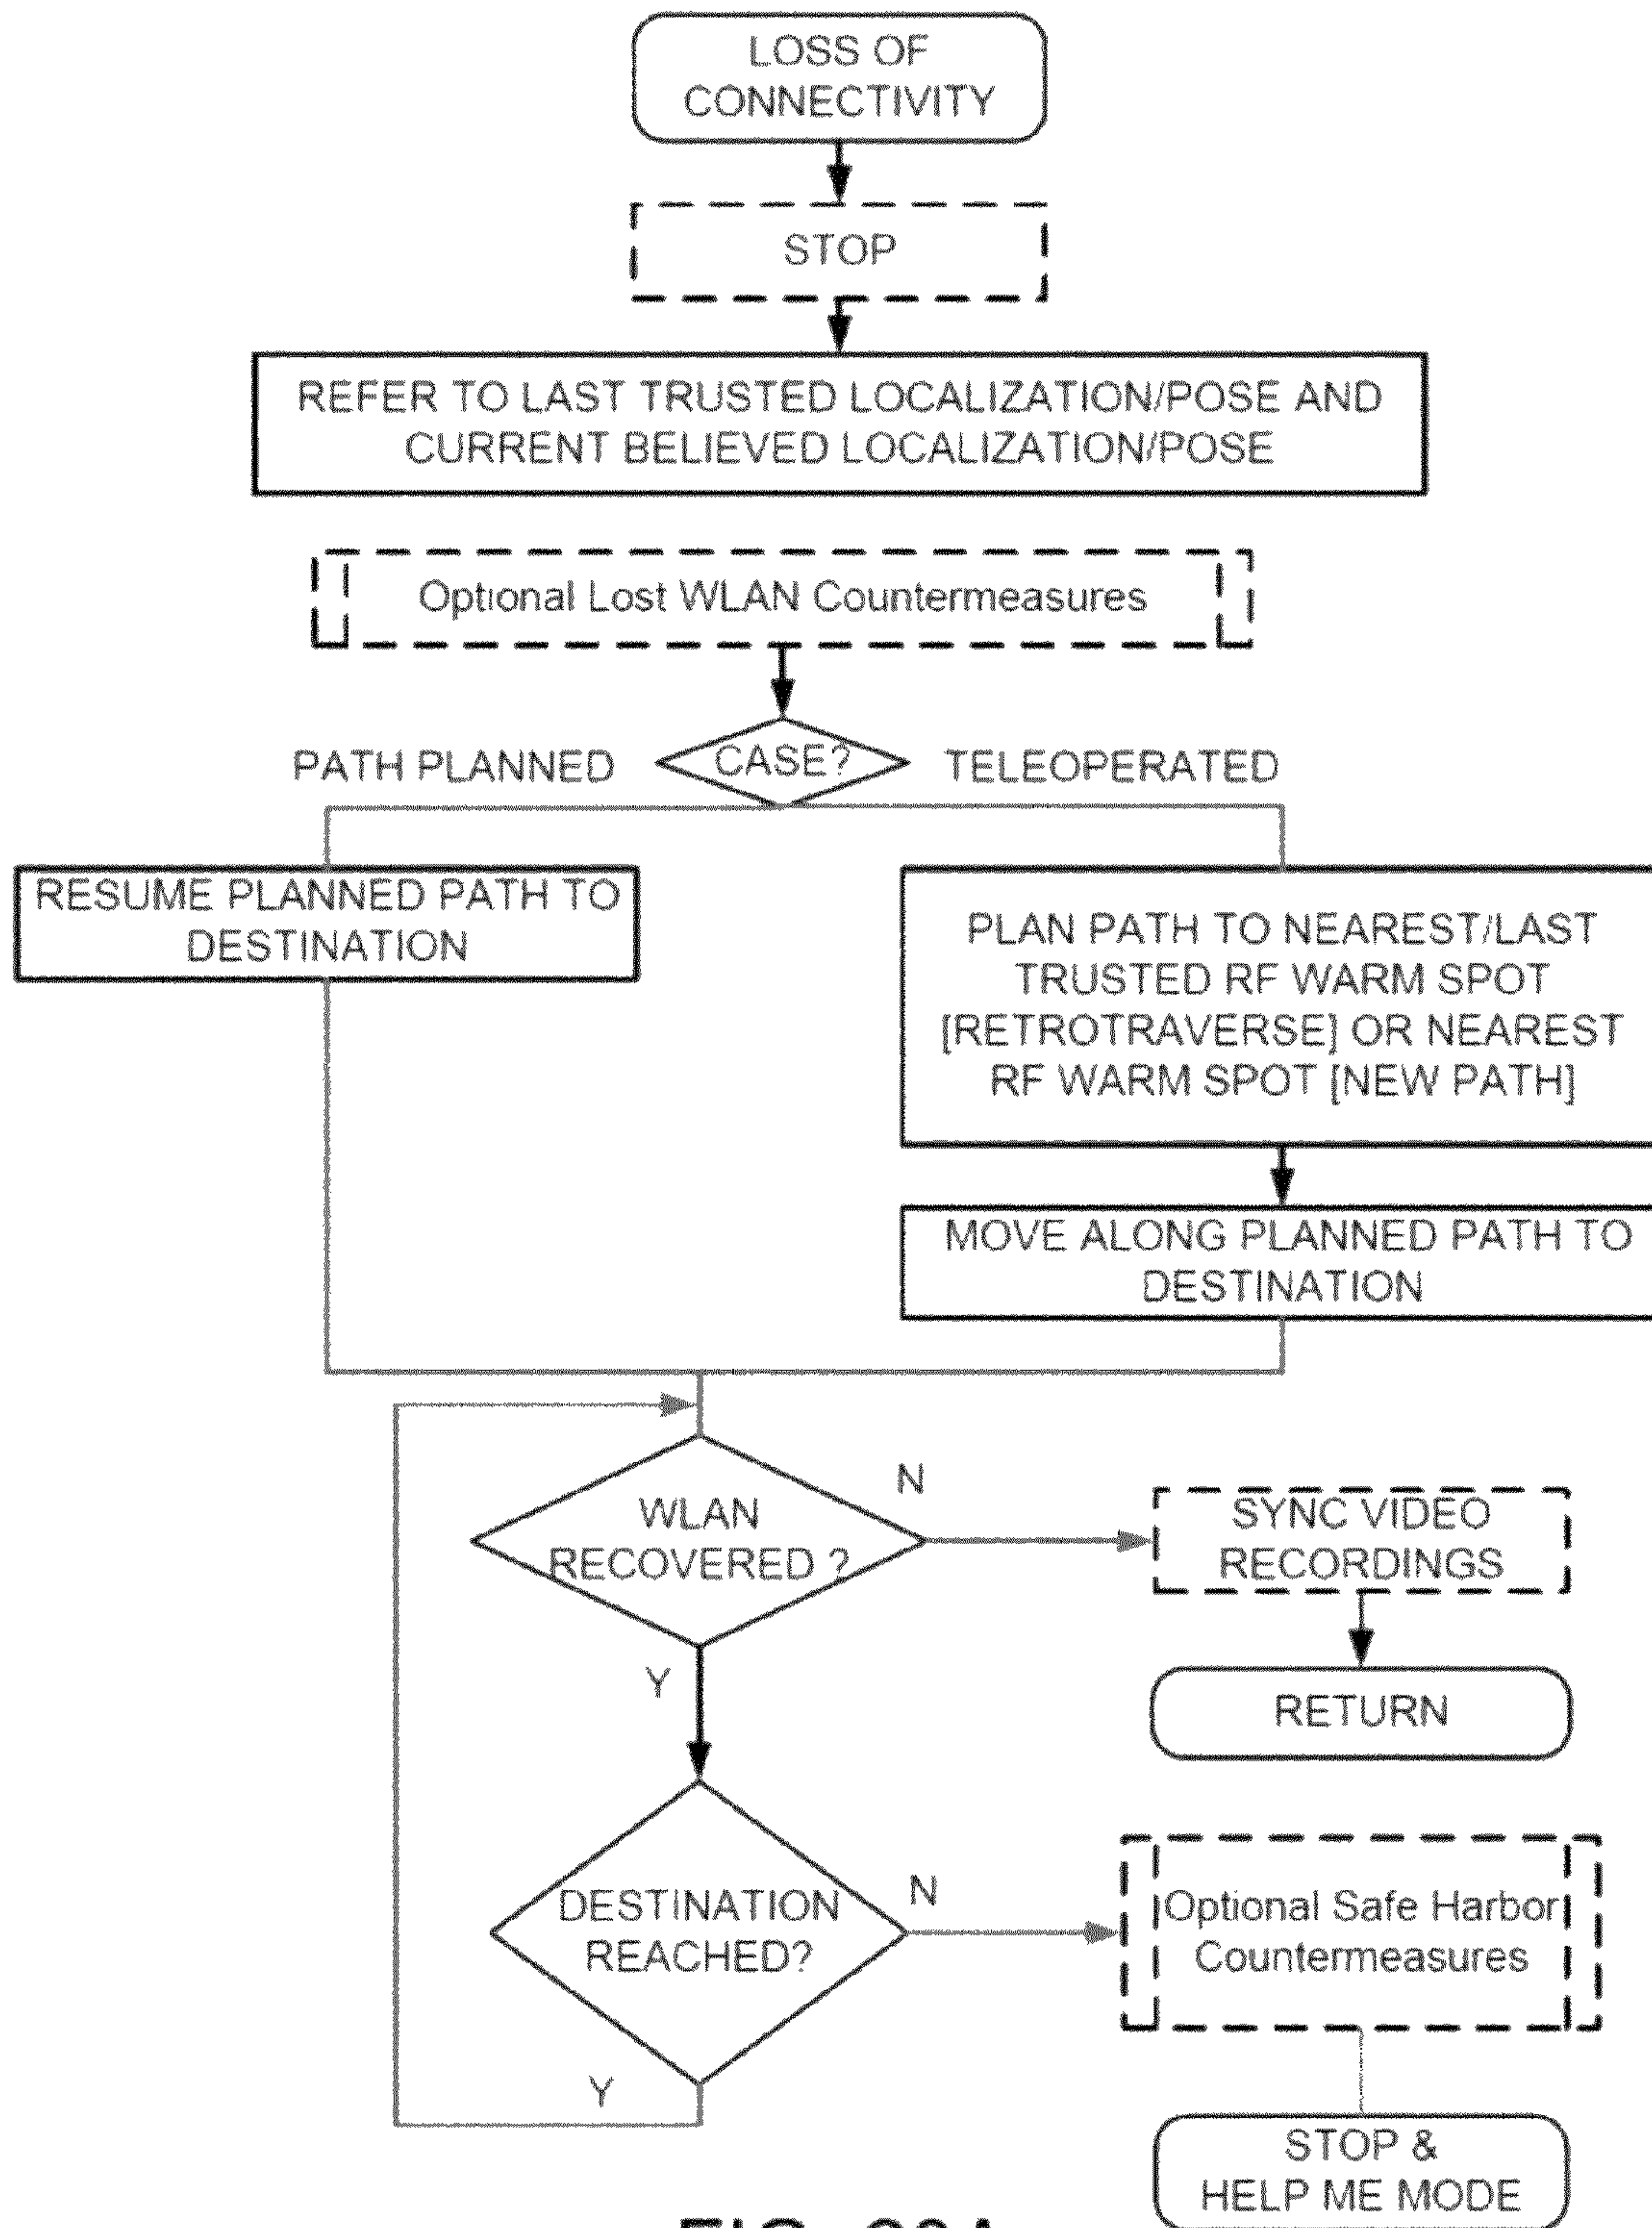 LOSS OF
CONNECTIVITY
STOP
REFER TO LAST TRUSTED LOCALIZATION/POSE AND
CURRENT BELIEVED LOCALIZATION/POSE
Optional Lost WLAN Countermeasures
PATH PLANNED
CASE?
TELEOPERATED
RESUME PLANNED PATH TO
DESTINATION
PLAN PATH TO NEAREST/LAST
TRUSTED RF WARM SPOT
[RETROTRAVERSE] OR NEAREST
RF WARM SPOT [NEW PATH]
MOVE ALONG PLANNED PATH TO
DESTINATION
WLAN
RECOVERED ?
N
SYNC VIDEO
RECORDINGS
Y
RETURN
DESTINATION
REACHED?
N
Optional Safe Harbor
Countermeasures
Y
STOP &
HELP ME MODE